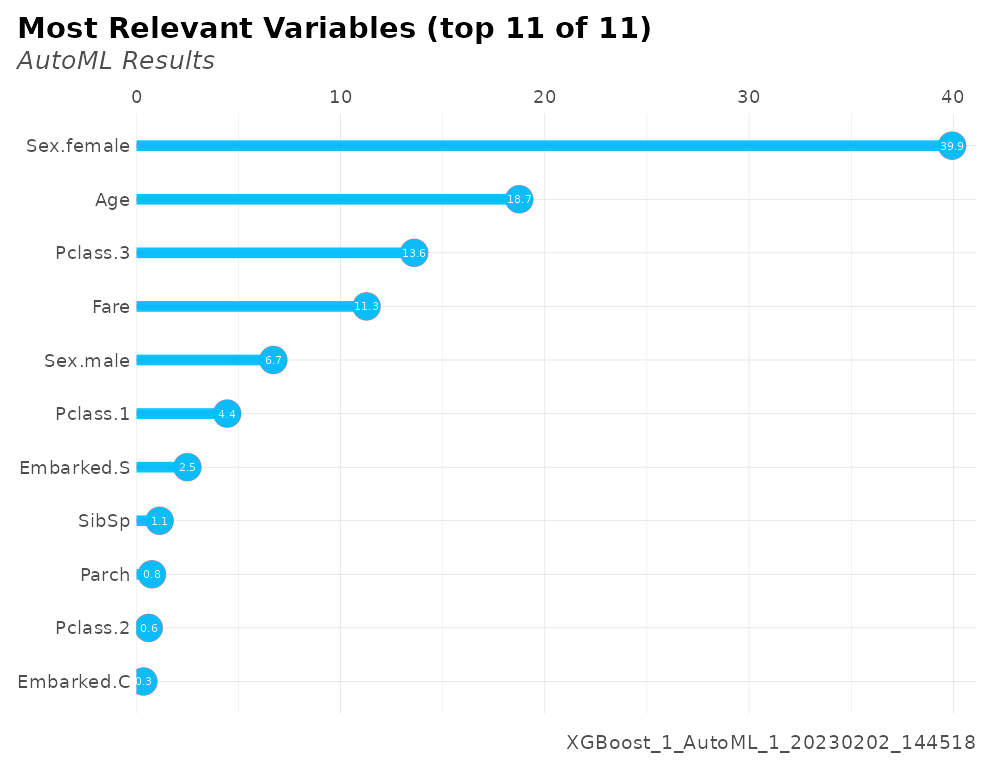 Most Relevant Variables (top 11 of 11)
AutoML Results
0 10 20 30 40
Sex.female 39.9
Age 18.7
Pclass.3 13.6
Fare 11.3
Sex.male 6.7
Pclass.1 4.4
Embarked.S 2.5
SibSp 1.1
Parch 0.8
Pclass.2 0.6
Embarked.C 0.3
XGBoost_1_AutoML_1_20230202_144518